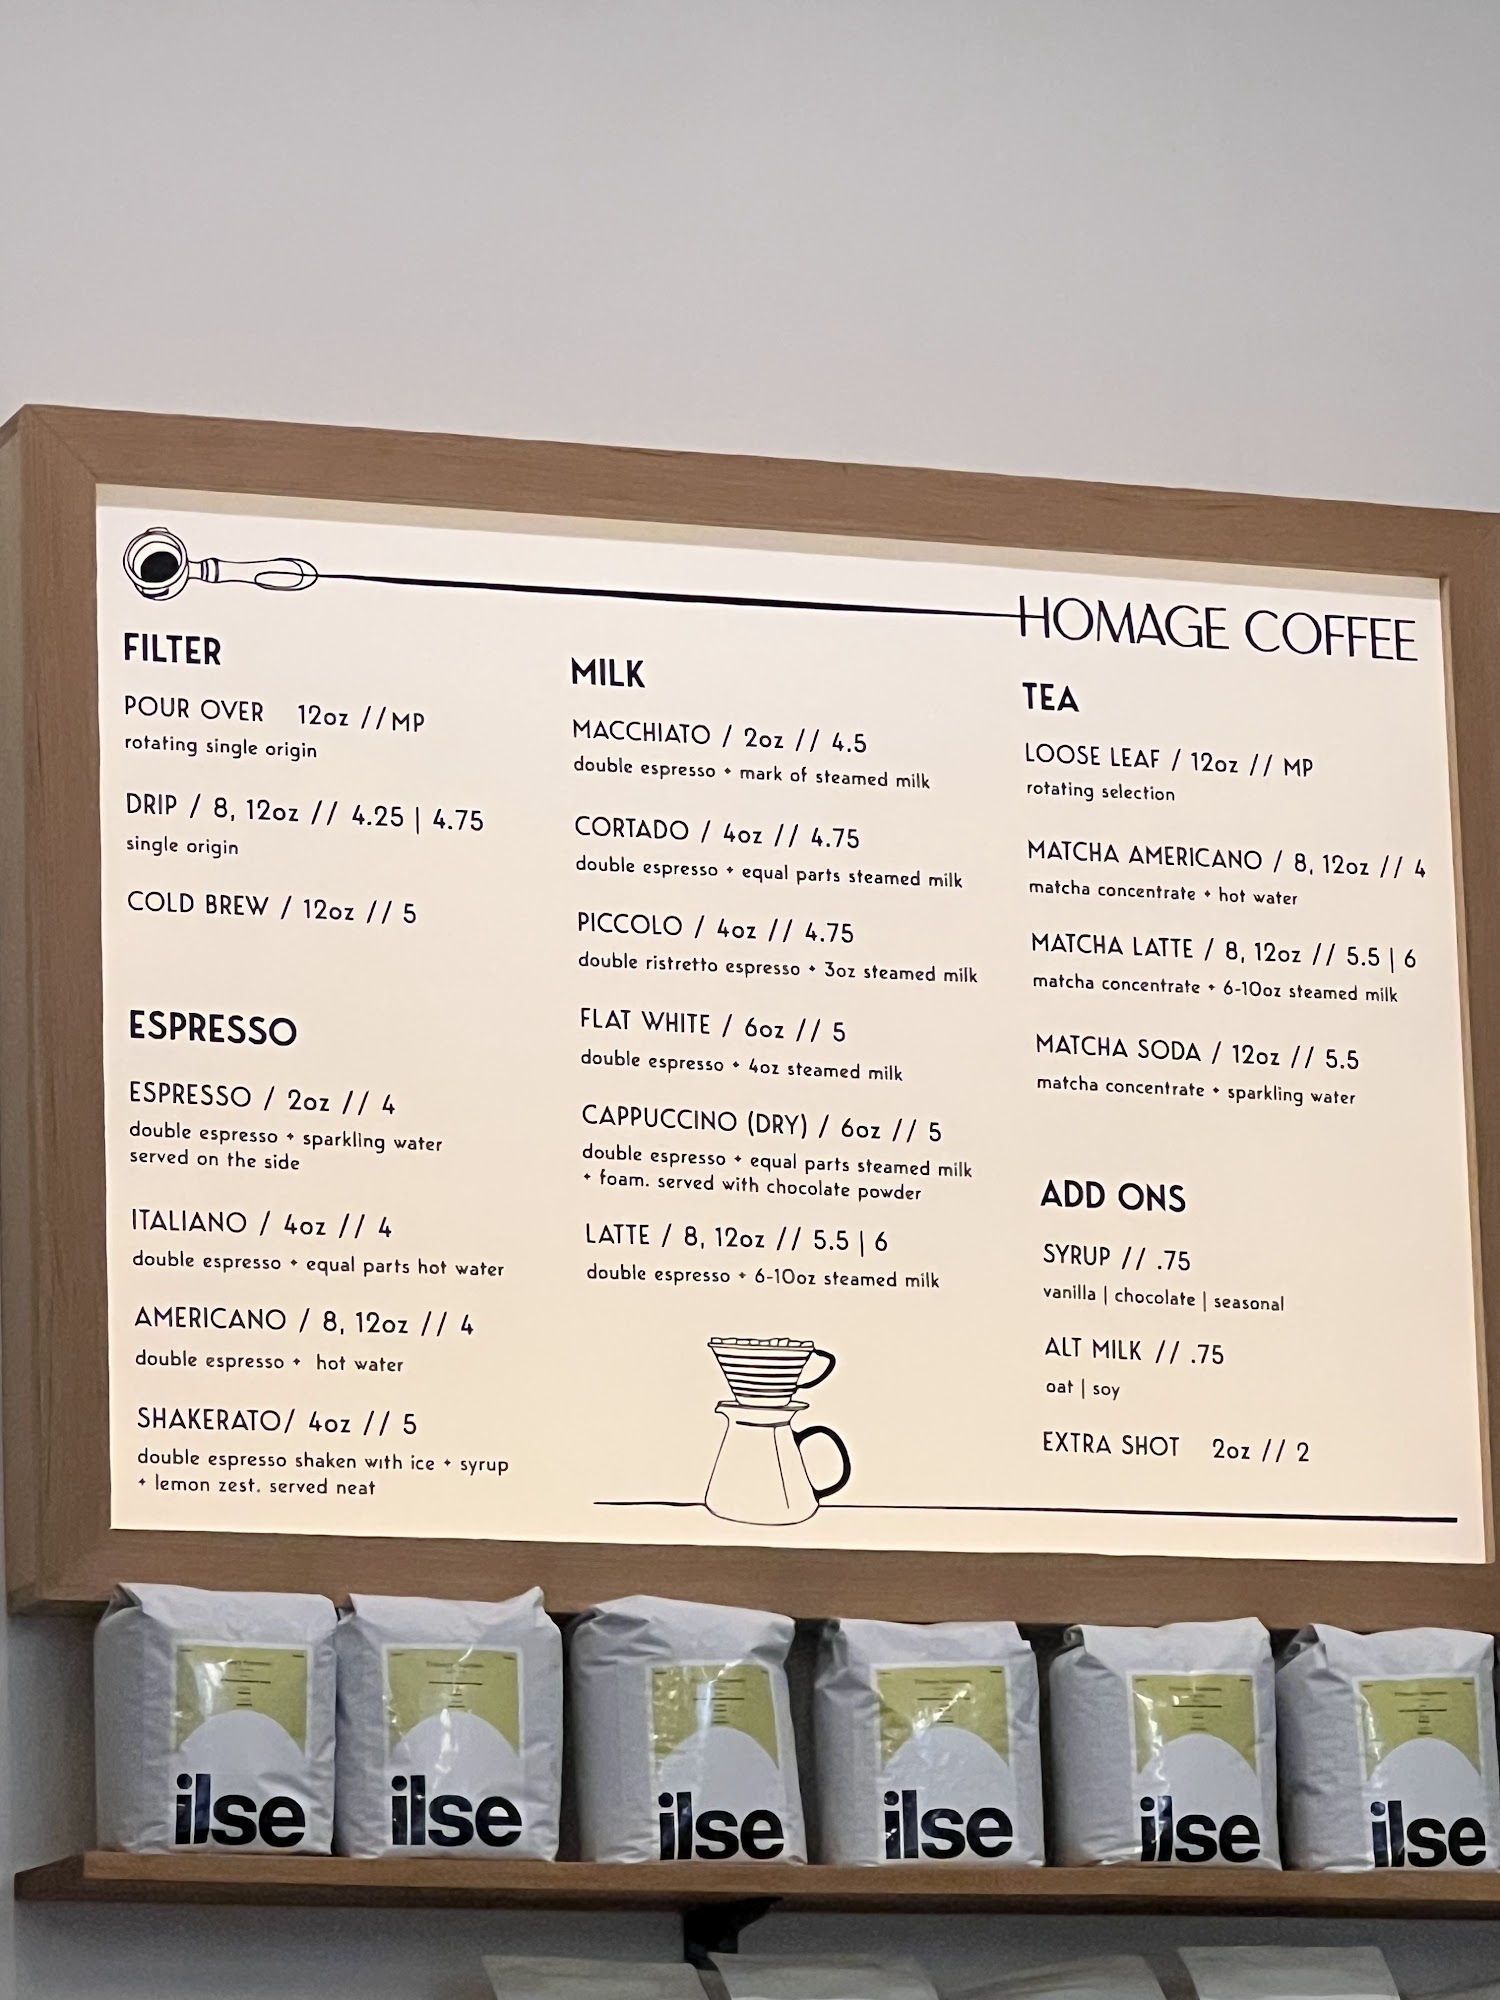 HOMAGE COFFEE
FILTER
POUR OVER 12oz // MP
rotating single origin
DRIP / 8, 12oz // 4.25 | 4.75
single origin
COLD BREW / 12oz // 5
ESPRESSO
ESPRESSO / 2oz // 4
double espresso + sparkling water
served on the side
ITALIANO / 4oz // 4
double espresso + equal parts hot water
AMERICANO / 8, 12oz // 4
double espresso + hot water
SHAKERATO/ 4oz // 5
double espresso shaken with ice + syrup
+ lemon zest. served neat
MILK
MACCHIATO / 2oz // 4.5
double espresso + mark of steamed milk
CORTADO / 4oz // 4.75
double espresso + equal parts steamed milk
PICCOLO / 4oz // 4.75
double ristretto espresso + 3oz steamed milk
FLAT WHITE / 6oz // 5
double espresso + 4oz steamed milk
CAPPUCCINO (DRY) / 6oz // 5
double espresso + equal parts steamed milk
+ foam. served with chocolate powder
LATTE / 8, 12oz // 5.5 | 6
double espresso + 6-10oz steamed milk
TEA
LOOSE LEAF / 12oz // MP
rotating selection
MATCHA AMERICANO / 8, 12oz // 4
matcha concentrate + hot water
MATCHA LATTE / 8, 12oz // 5.5 | 6
matcha concentrate + 6-10oz steamed milk
MATCHA SODA / 12oz // 5.5
matcha concentrate + sparkling water
ADD ONS
SYRUP // .75
vanilla | chocolate | seasonal
ALT MILK // .75
oat | soy
EXTRA SHOT 2oz // 2
ilse
ilse
ilse
ilse
ilse
ilse